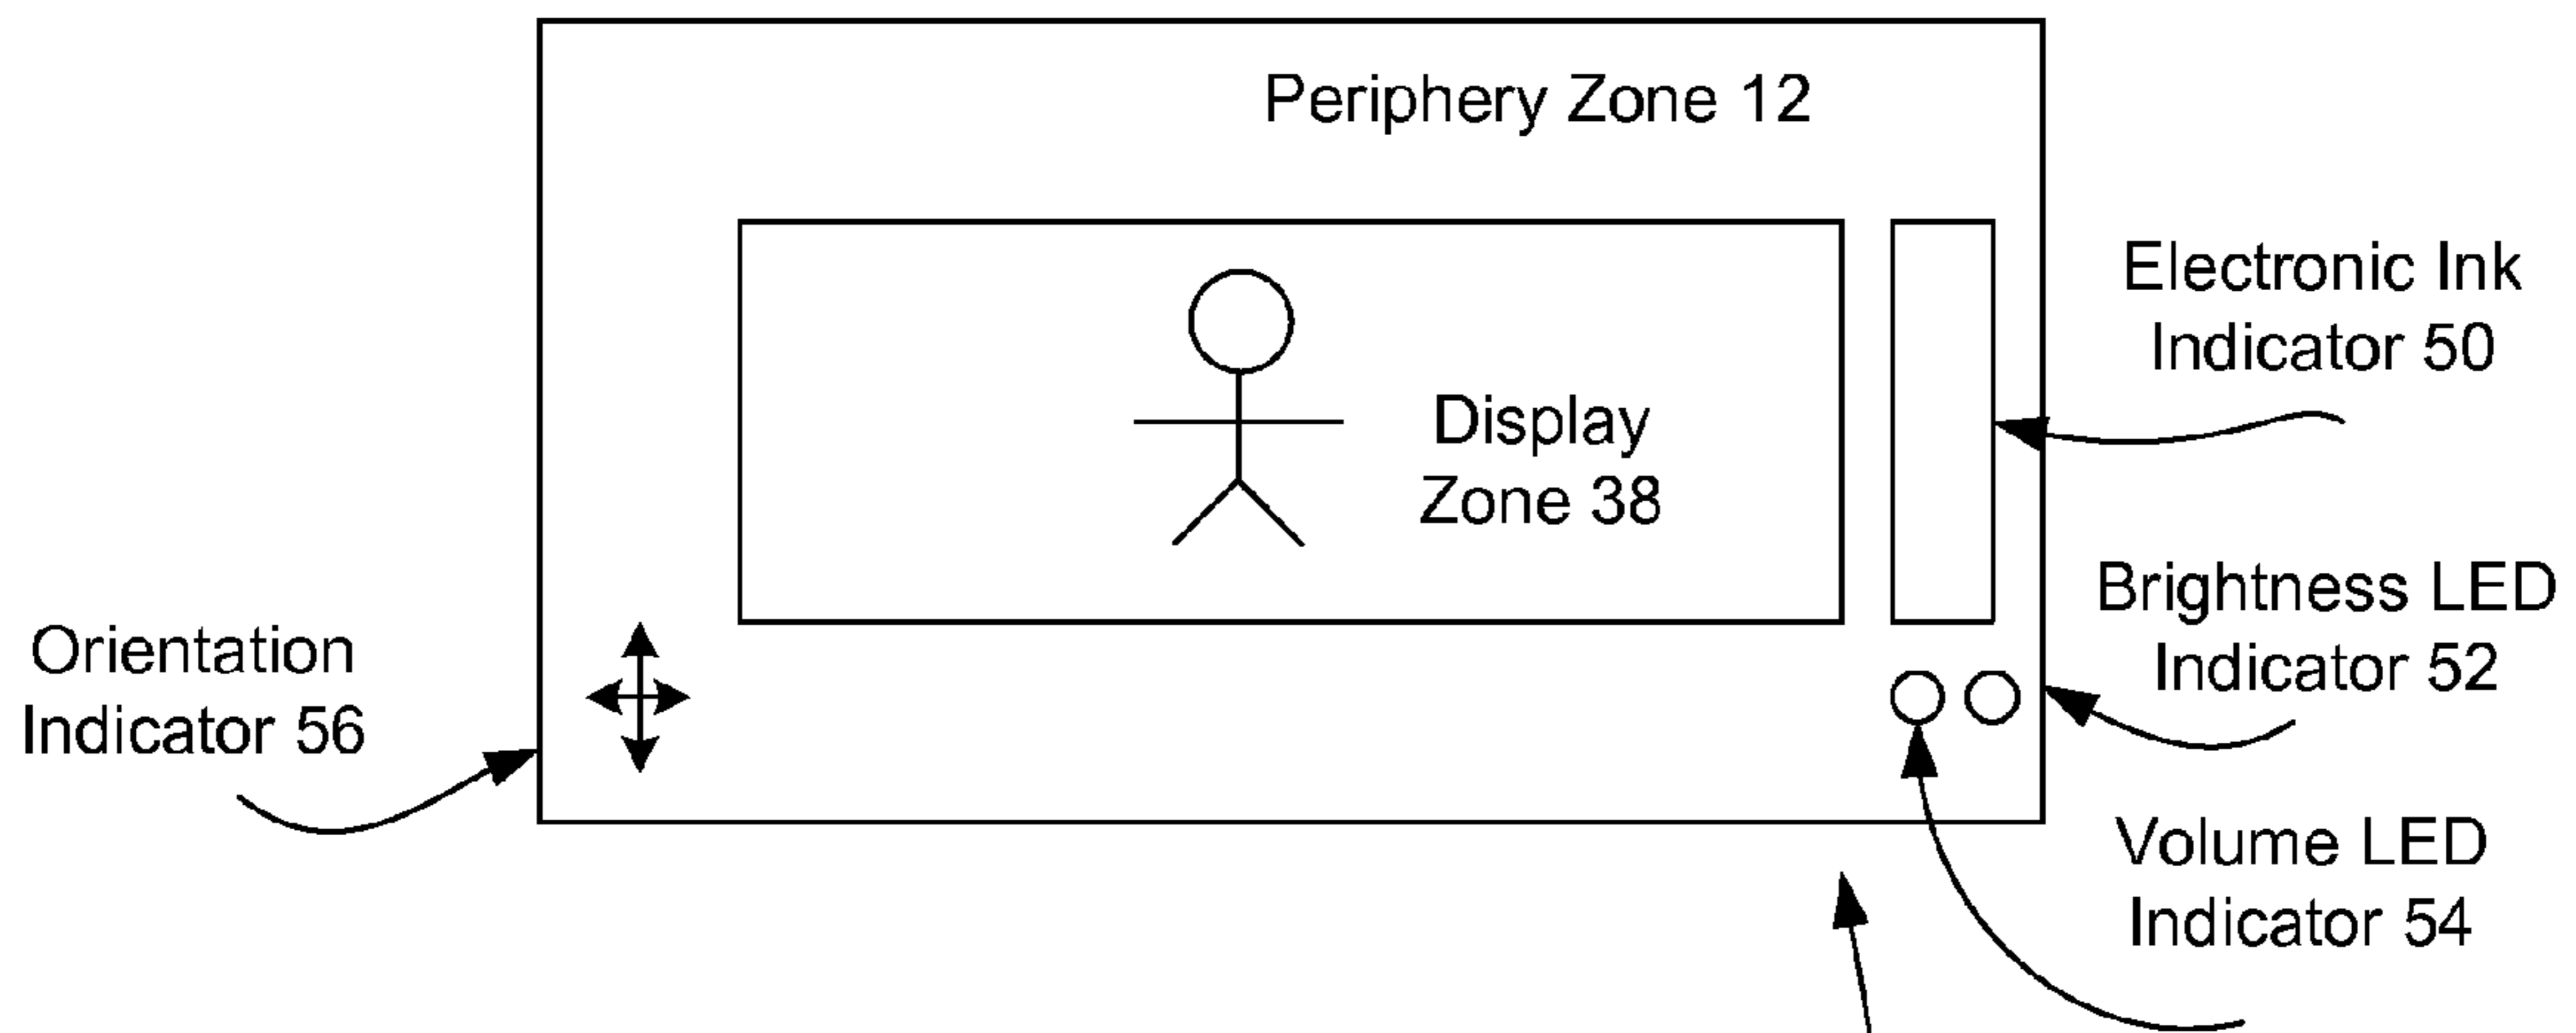 Periphery Zone 12
Electronic Ink
Indicator 50
Display
Zone 38
Brightness LED
Indicator 52
Orientation
Indicator 56
Volume LED
Indicator 54